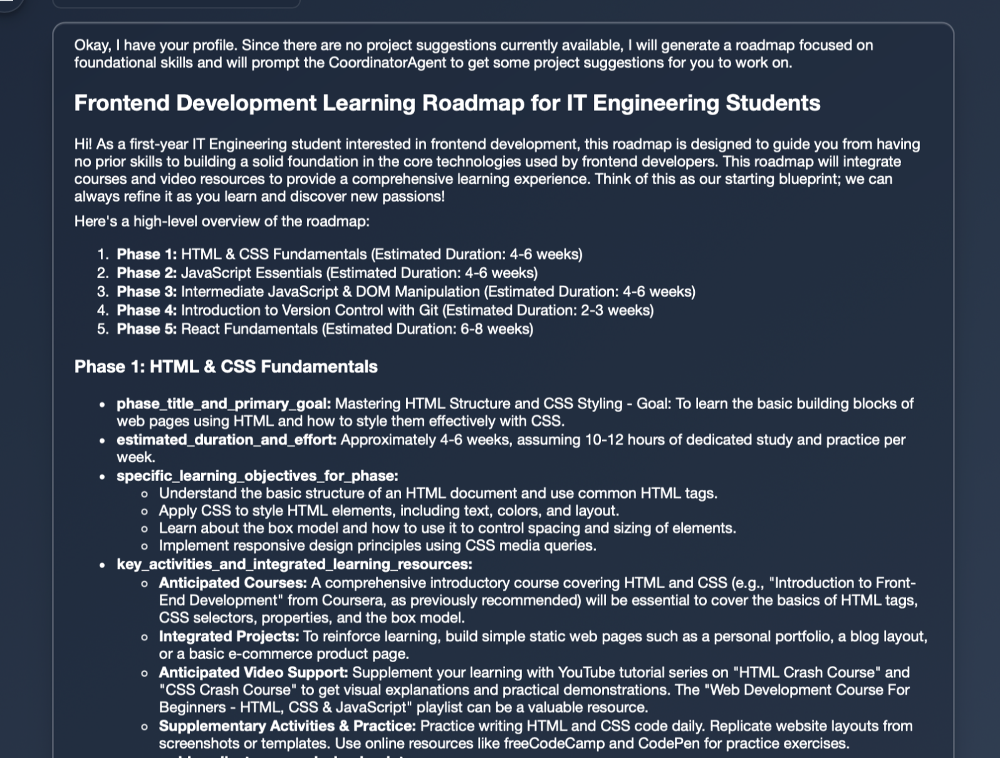 Okay, I have your profile. Since there are no project suggestions currently available, I will generate a roadmap focused on
foundational skills and will prompt the CoordinatorAgent to get some project suggestions for you to work on.
Frontend Development Learning Roadmap for IT Engineering Students
Hi! As a first-year IT Engineering student interested in frontend development, this roadmap is designed to guide you from having
no prior skills to building a solid foundation in the core technologies used by frontend developers. This roadmap will integrate
courses and video resources to provide a comprehensive learning experience. Think of this as our starting blueprint; we can
always refine it as you learn and discover new passions!
Here's a high-level overview of the roadmap:
1. Phase 1: HTML & CSS Fundamentals (Estimated Duration: 4-6 weeks)
2. Phase 2: JavaScript Essentials (Estimated Duration: 4-6 weeks)
3. Phase 3: Intermediate JavaScript & DOM Manipulation (Estimated Duration: 4-6 weeks)
4. Phase 4: Introduction to Version Control with Git (Estimated Duration: 2-3 weeks)
5. Phase 5: React Fundamentals (Estimated Duration: 6-8 weeks)
Phase 1: HTML & CSS Fundamentals
• phase_title_and_primary_goal: Mastering HTML Structure and CSS Styling - Goal: To learn the basic building blocks of
web pages using HTML and how to style them effectively with CSS.
• estimated_duration_and_effort: Approximately 4-6 weeks, assuming 10-12 hours of dedicated study and practice per
week.
• specific_learning_objectives_for_phase:
○ Understand the basic structure of an HTML document and use common HTML tags.
○ Apply CSS to style HTML elements, including text, colors, and layout.
○ Learn about the box model and how to use it to control spacing and sizing of elements.
○ Implement responsive design principles using CSS media queries.
• key_activities_and_integrated_learning_resources:
○ Anticipated Courses: A comprehensive introductory course covering HTML and CSS (e.g., "Introduction to Front-
End Development" from Coursera, as previously recommended) will be essential to cover the basics of HTML tags,
CSS selectors, properties, and the box model.
○ Integrated Projects: To reinforce learning, build simple static web pages such as a personal portfolio, a blog layout,
or a basic e-commerce product page.
○ Anticipated Video Support: Supplement your learning with YouTube tutorial series on "HTML Crash Course" and
"CSS Crash Course" to get visual explanations and practical demonstrations. The "Web Development Course For
Beginners - HTML, CSS & JavaScript" playlist can be a valuable resource.
○ Supplementary Activities & Practice: Practice writing HTML and CSS code daily. Replicate website layouts from
screenshots or templates. Use online resources like freeCodeCamp and CodePen for practice exercises.